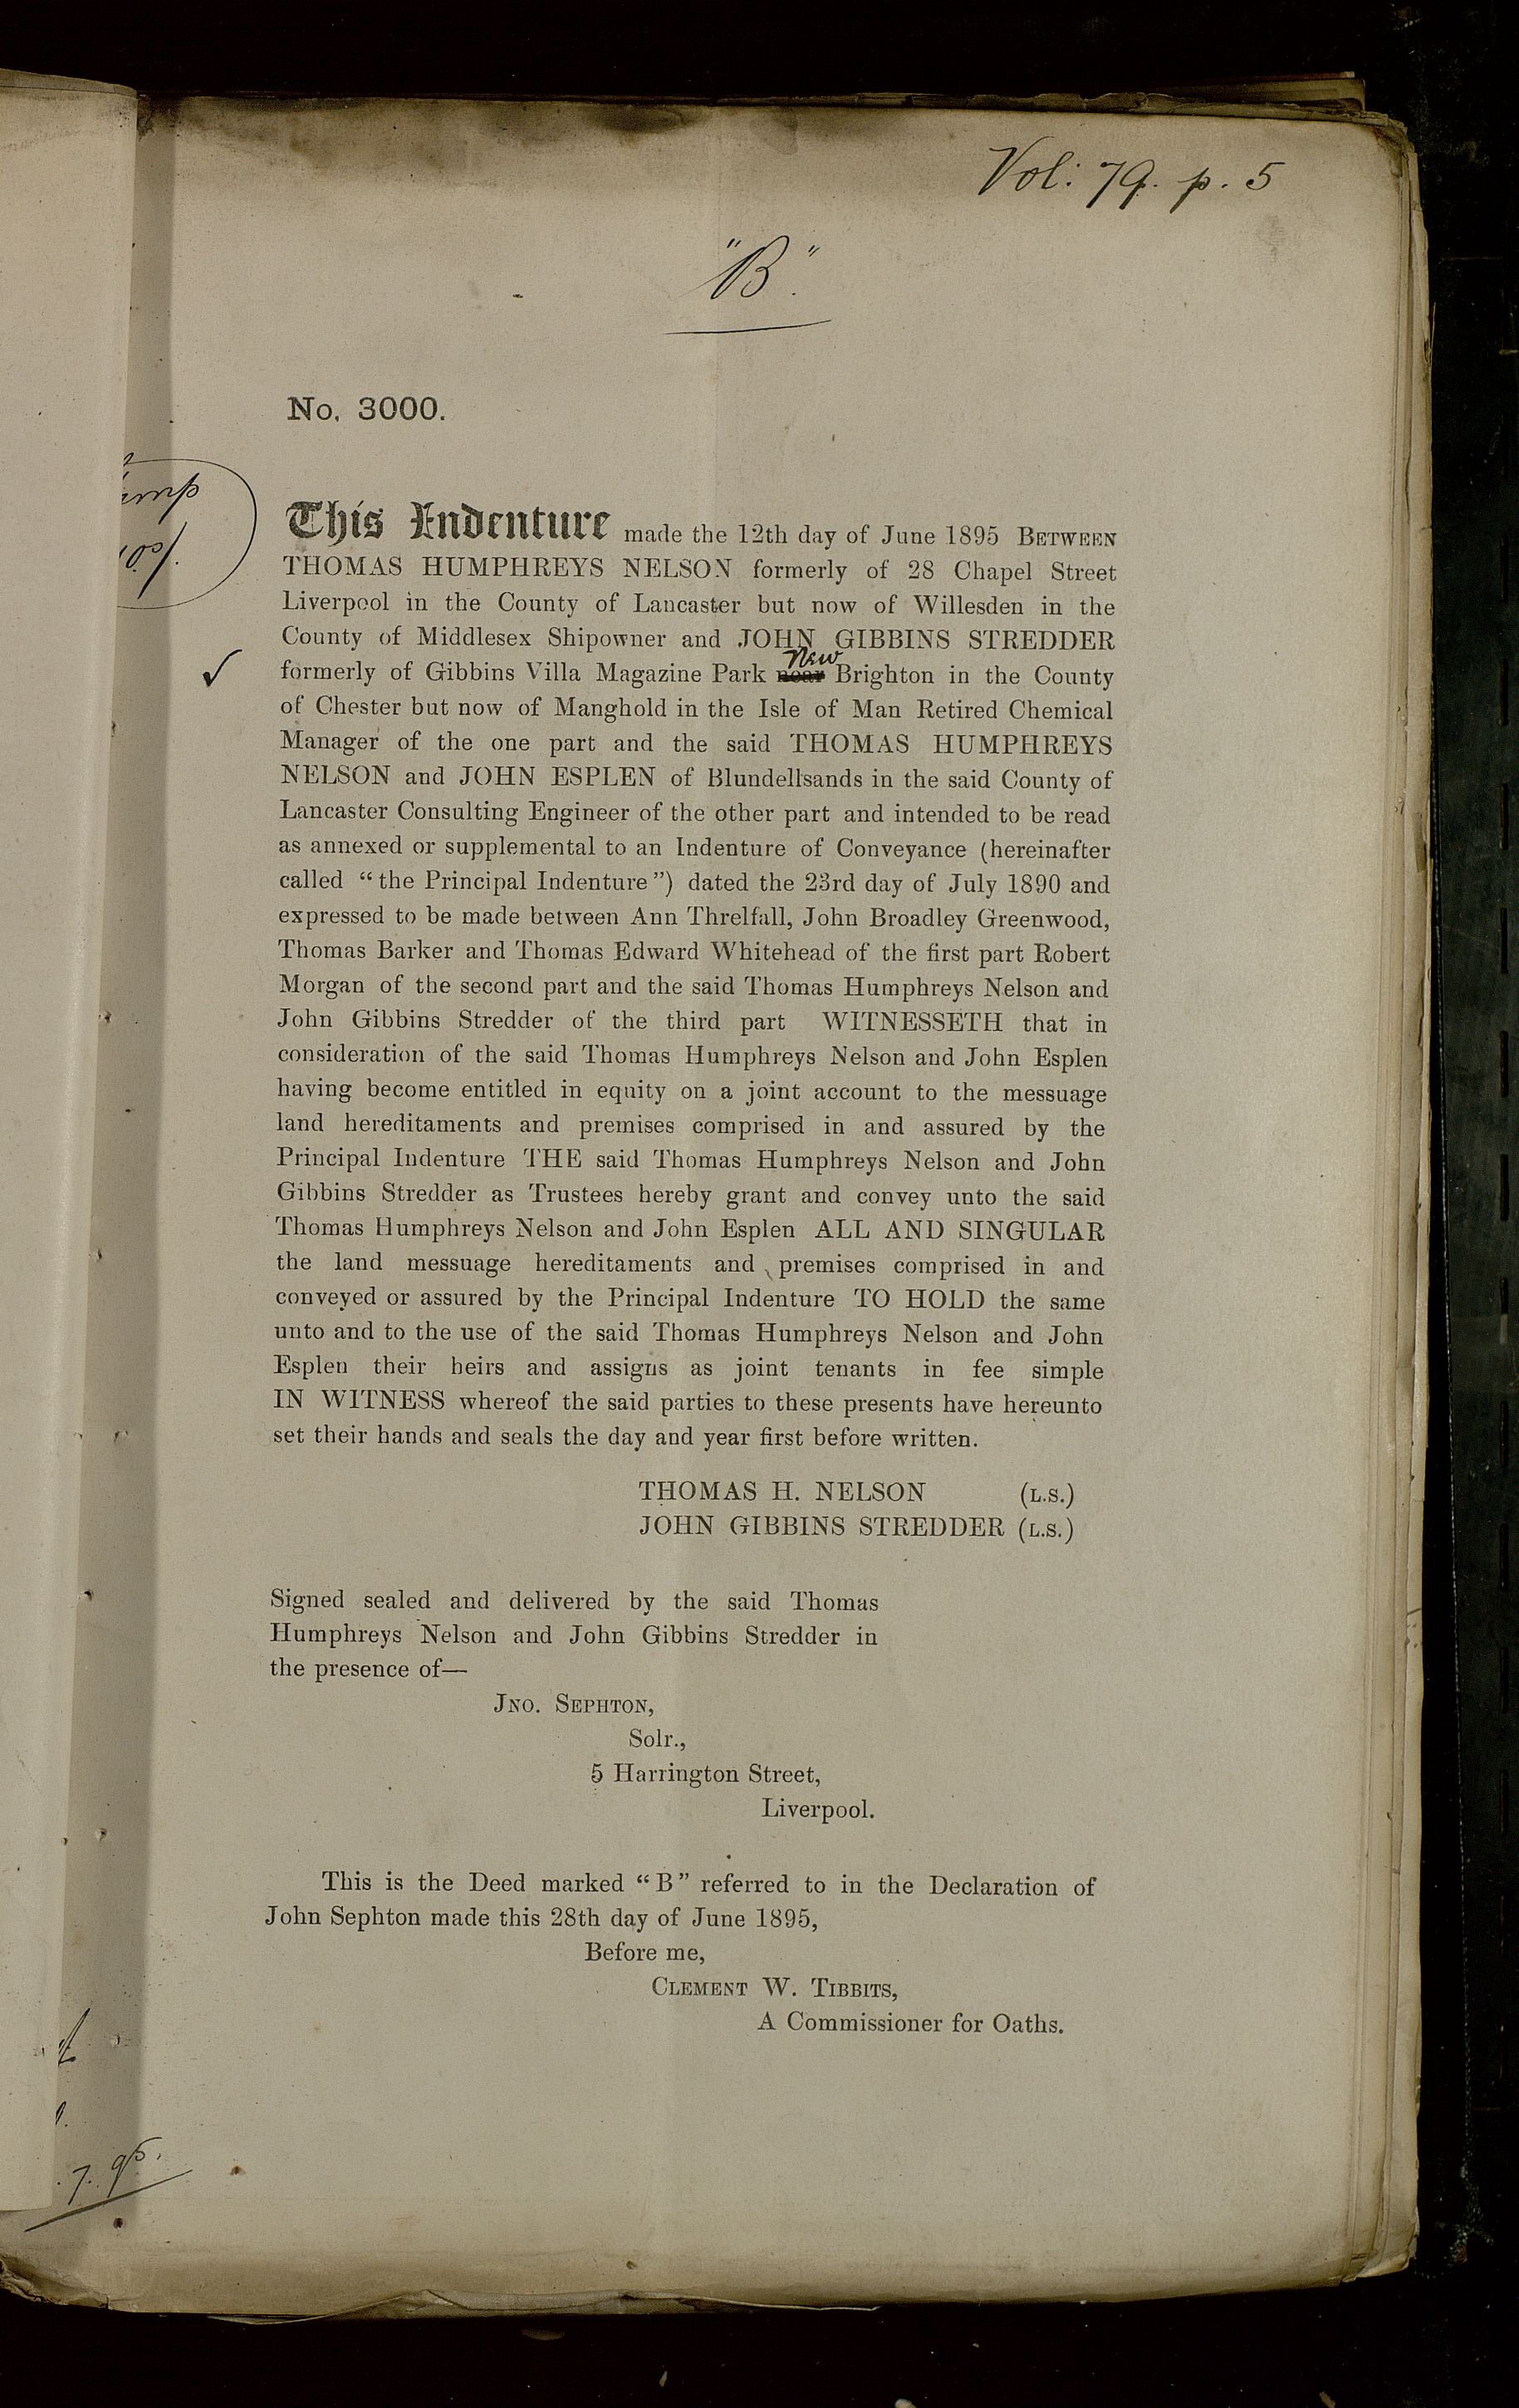 Vol: 79. p. 5
"B".
No. 3000.
This Indenture made the 12th day of June 1895 BETWEEN
THOMAS HUMPHREYS NELSON formerly of 28 Chapel Street
Liverpool in the County of Lancaster but now of Willesden in the
County of Middlesex Shipowner and JOHN GIBBINS STREDDER
formerly of Gibbins Villa Magazine Park near New Brighton in the County
of Chester but now of Manghold in the Isle of Man Retired Chemical
Manager of the one part and the said THOMAS HUMPHREYS
NELSON and JOHN ESPLEN of Blundellsands in the said County of
Lancaster Consulting Engineer of the other part and intended to be read
as annexed or supplemental to an Indenture of Conveyance (hereinafter
called "the Principal Indenture") dated the 23rd day of July 1890 and
expressed to be made between Ann Threlfall, John Broadley Greenwood,
Thomas Barker and Thomas Edward Whitehead of the first part Robert
Morgan of the second part and the said Thomas Humphreys Nelson and
John Gibbins Stredder of the third part WITNESSETH that in
consideration of the said Thomas Humphreys Nelson and John Esplen
having become entitled in equity on a joint account to the messuage
land hereditaments and premises comprised in and assured by the
Principal Indenture THE said Thomas Humphreys Nelson and John
Gibbins Stredder as Trustees hereby grant and convey unto the said
Thomas Humphreys Nelson and John Esplen ALL AND SINGULAR
the land messuage hereditaments and premises comprised in and
conveyed or assured by the Principal Indenture TO HOLD the same
unto and to the use of the said Thomas Humphreys Nelson and John
Esplen their heirs and assigns as joint tenants in fee simple
IN WITNESS whereof the said parties to these presents have hereunto
set their hands and seals the day and year first before written.
THOMAS H. NELSON (L.S.)
JOHN GIBBINS STREDDER (L.S.)
Signed sealed and delivered by the said Thomas
Humphreys Nelson and John Gibbins Stredder in
the presence of—
JNO. SEPHTON,
Solr.,
5 Harrington Street,
Liverpool.
This is the Deed marked "B" referred to in the Declaration of
John Sephton made this 28th day of June 1895,
Before me,
CLEMENT W. TIBBITS,
A Commissioner for Oaths.
7. 95.